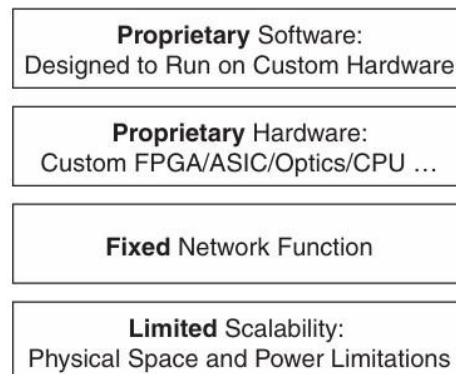 Proprietary Software:
Designed to Run on Custom Hardware
Proprietary Hardware:
Custom FPGA/ASIC/Optics/CPU ...
Fixed Network Function
Limited Scalability:
Physical Space and Power Limitations